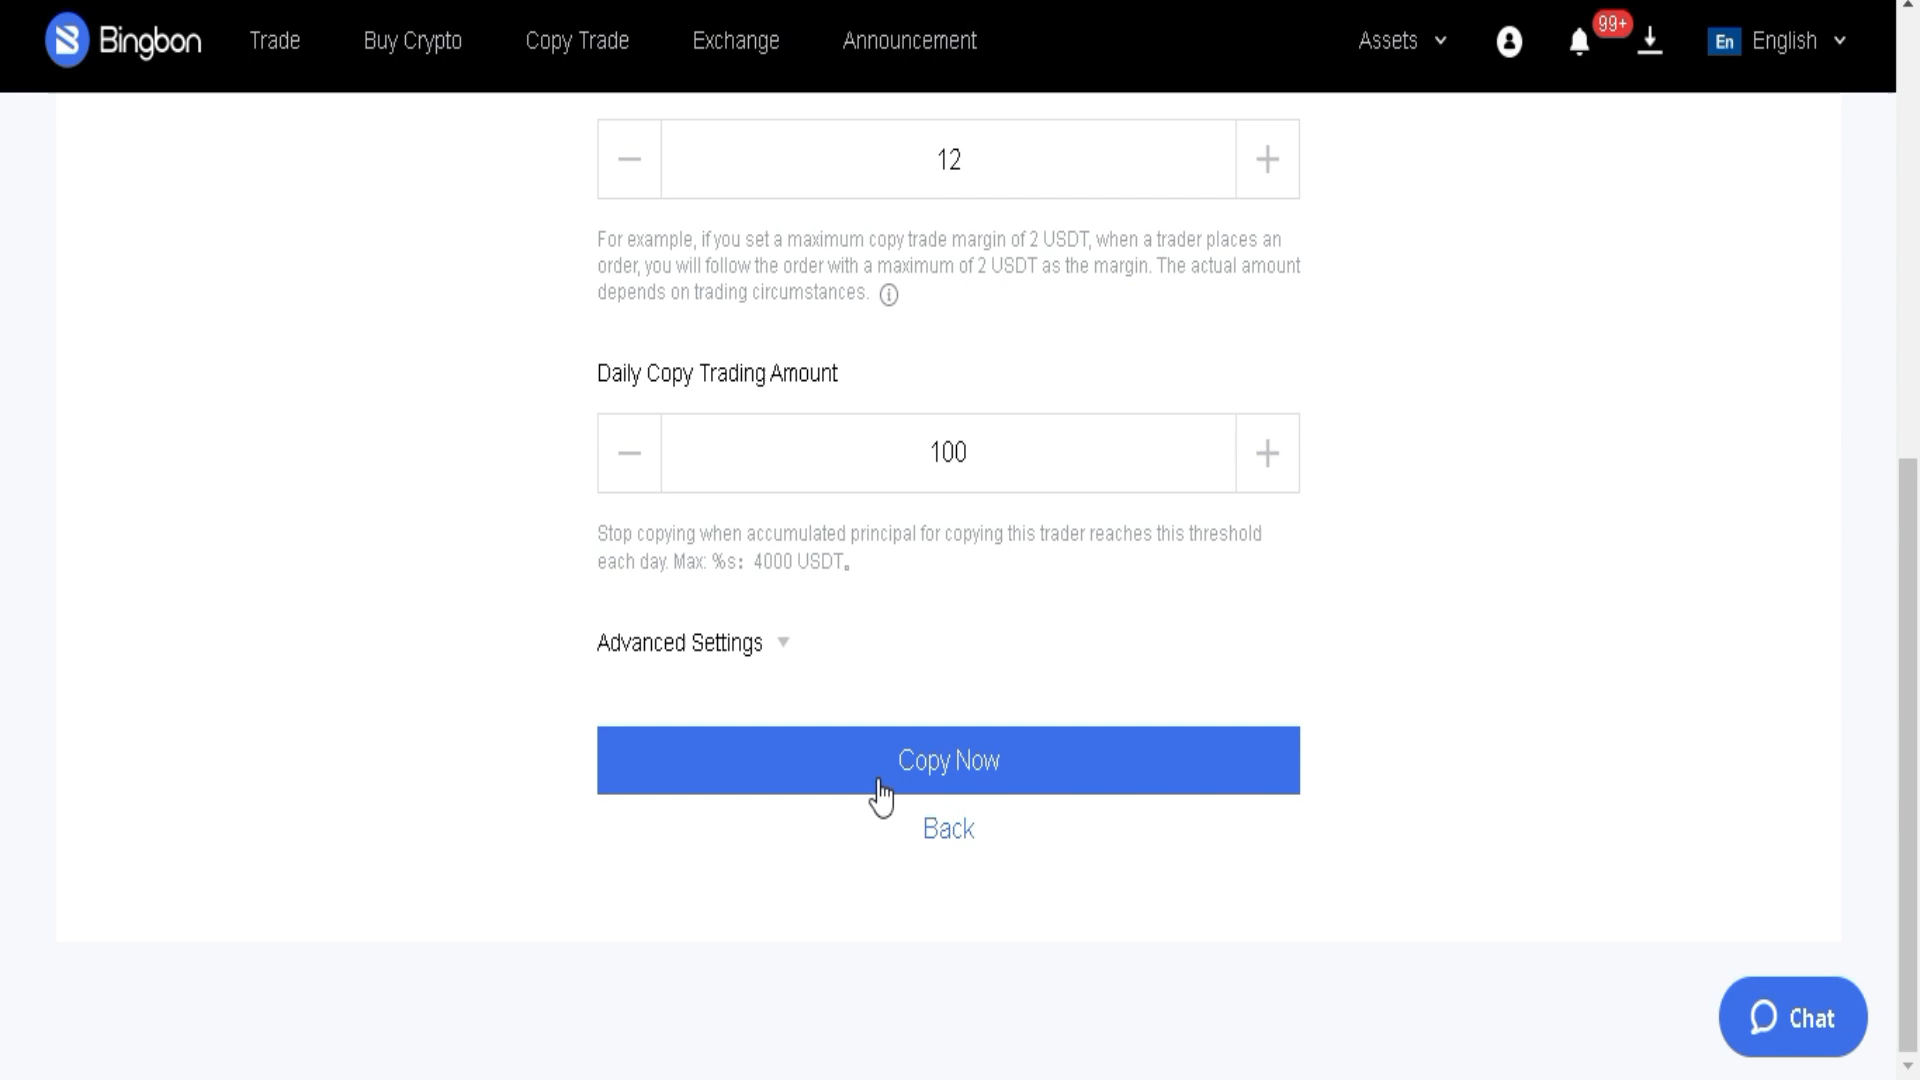 Bingbon Trade Buy Crypto Copy Trade Exchange Announcement Assets 99+ En English
12
For example, if you set a maximum copy trade margin of 2 USDT, when a trader places an
order, you will follow the order with a maximum of 2 USDT as the margin. The actual amount
depends on trading circumstances.
Daily Copy Trading Amount
100
Stop copying when accumulated principal for copying this trader reaches this threshold
each day. Max: %s： 4000 USDT。
Advanced Settings
Copy Now
Back
Chat